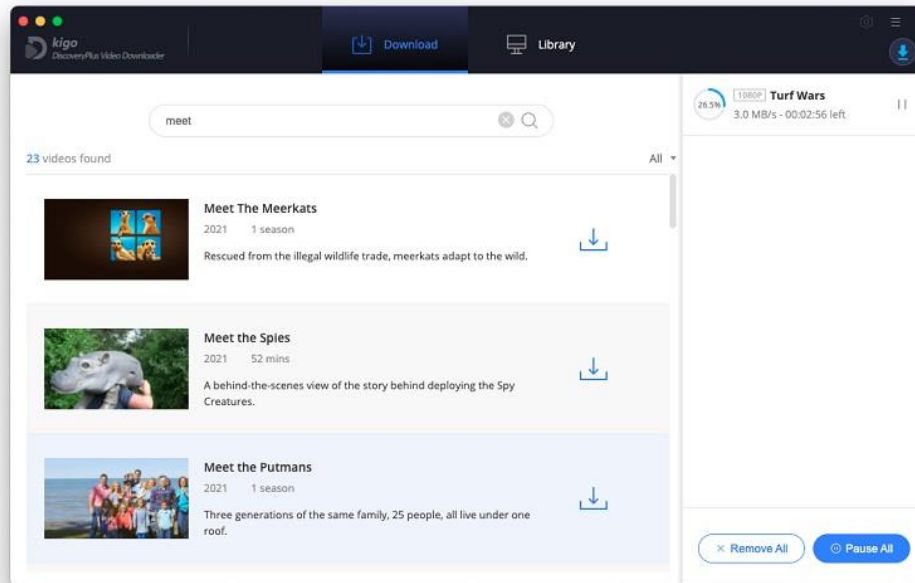 kigo
DiscoveryPlus Video Downloader
Download
Library
meet
23 videos found
All
Meet The Meerkats
2021 1 season
Rescued from the illegal wildlife trade, meerkats adapt to the wild.
Meet the Spies
2021 52 mins
A behind-the-scenes view of the story behind deploying the Spy
Creatures.
Meet the Putmans
2021 1 season
Three generations of the same family, 25 people, all live under one
roof.
26.5%
1080P Turf Wars
3.0 MB/s - 00:02:56 left
Remove All
Pause All